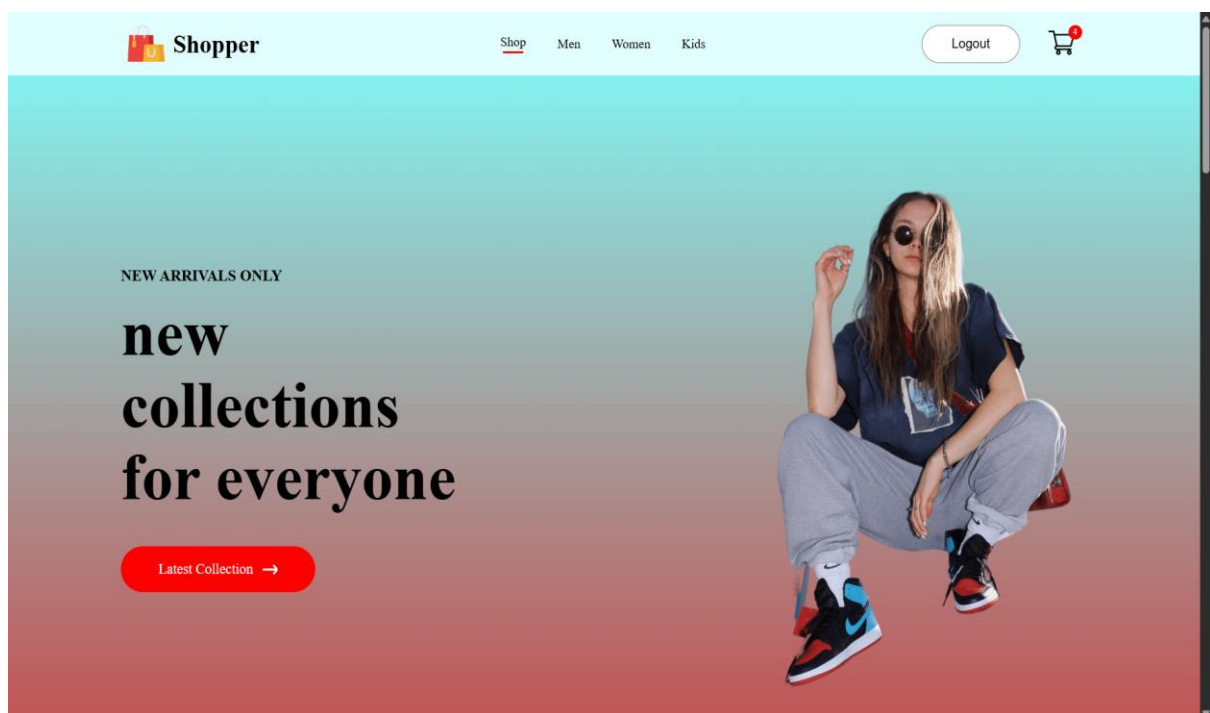 Shopper
Shop Men Women Kids
Logout
4
NEW ARRIVALS ONLY
new
collections
for everyone
Latest Collection →